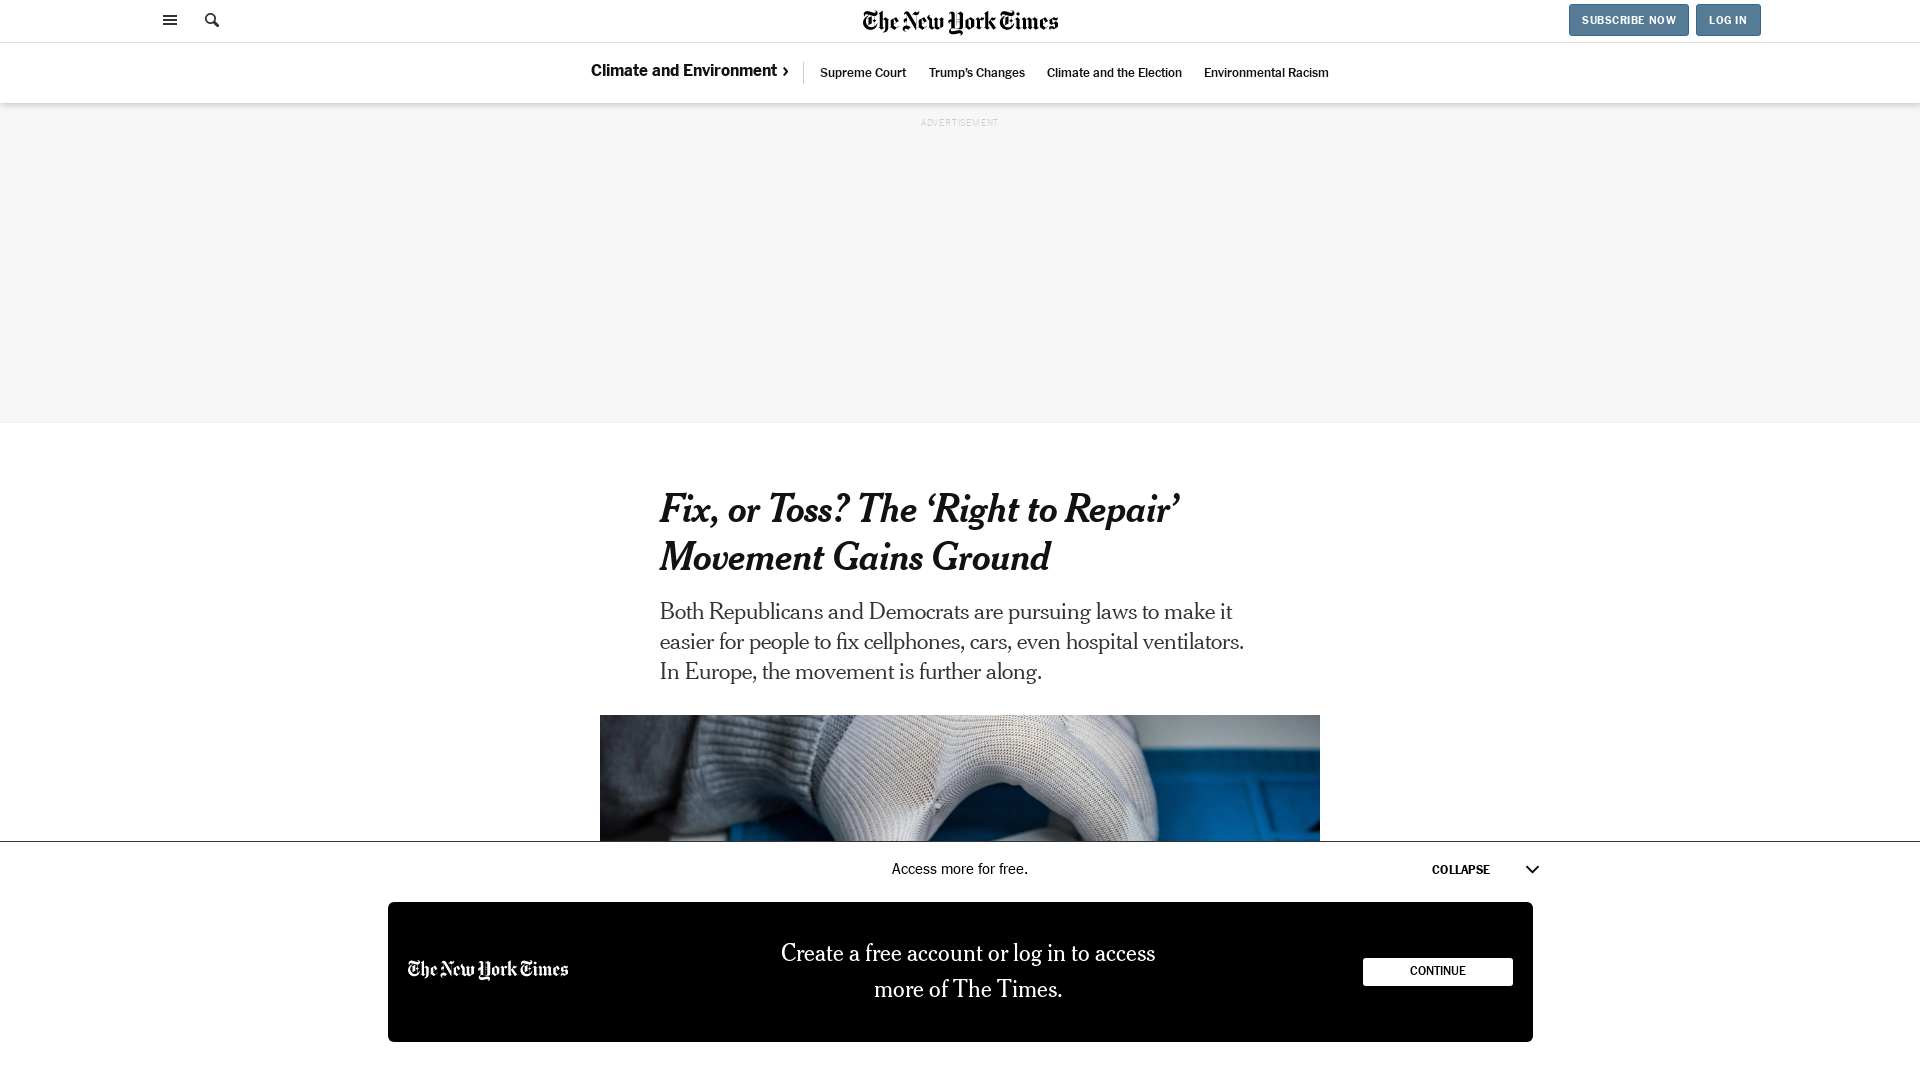 The New York Times
SUBSCRIBE NOW
LOG IN
Climate and Environment ›
Supreme Court
Trump's Changes
Climate and the Election
Environmental Racism
ADVERTISEMENT
Fix, or Toss? The ‘Right to Repair’
Movement Gains Ground
Both Republicans and Democrats are pursuing laws to make it
easier for people to fix cellphones, cars, even hospital ventilators.
In Europe, the movement is further along.
Access more for free.
COLLAPSE
The New York Times
Create a free account or log in to access
more of The Times.
CONTINUE